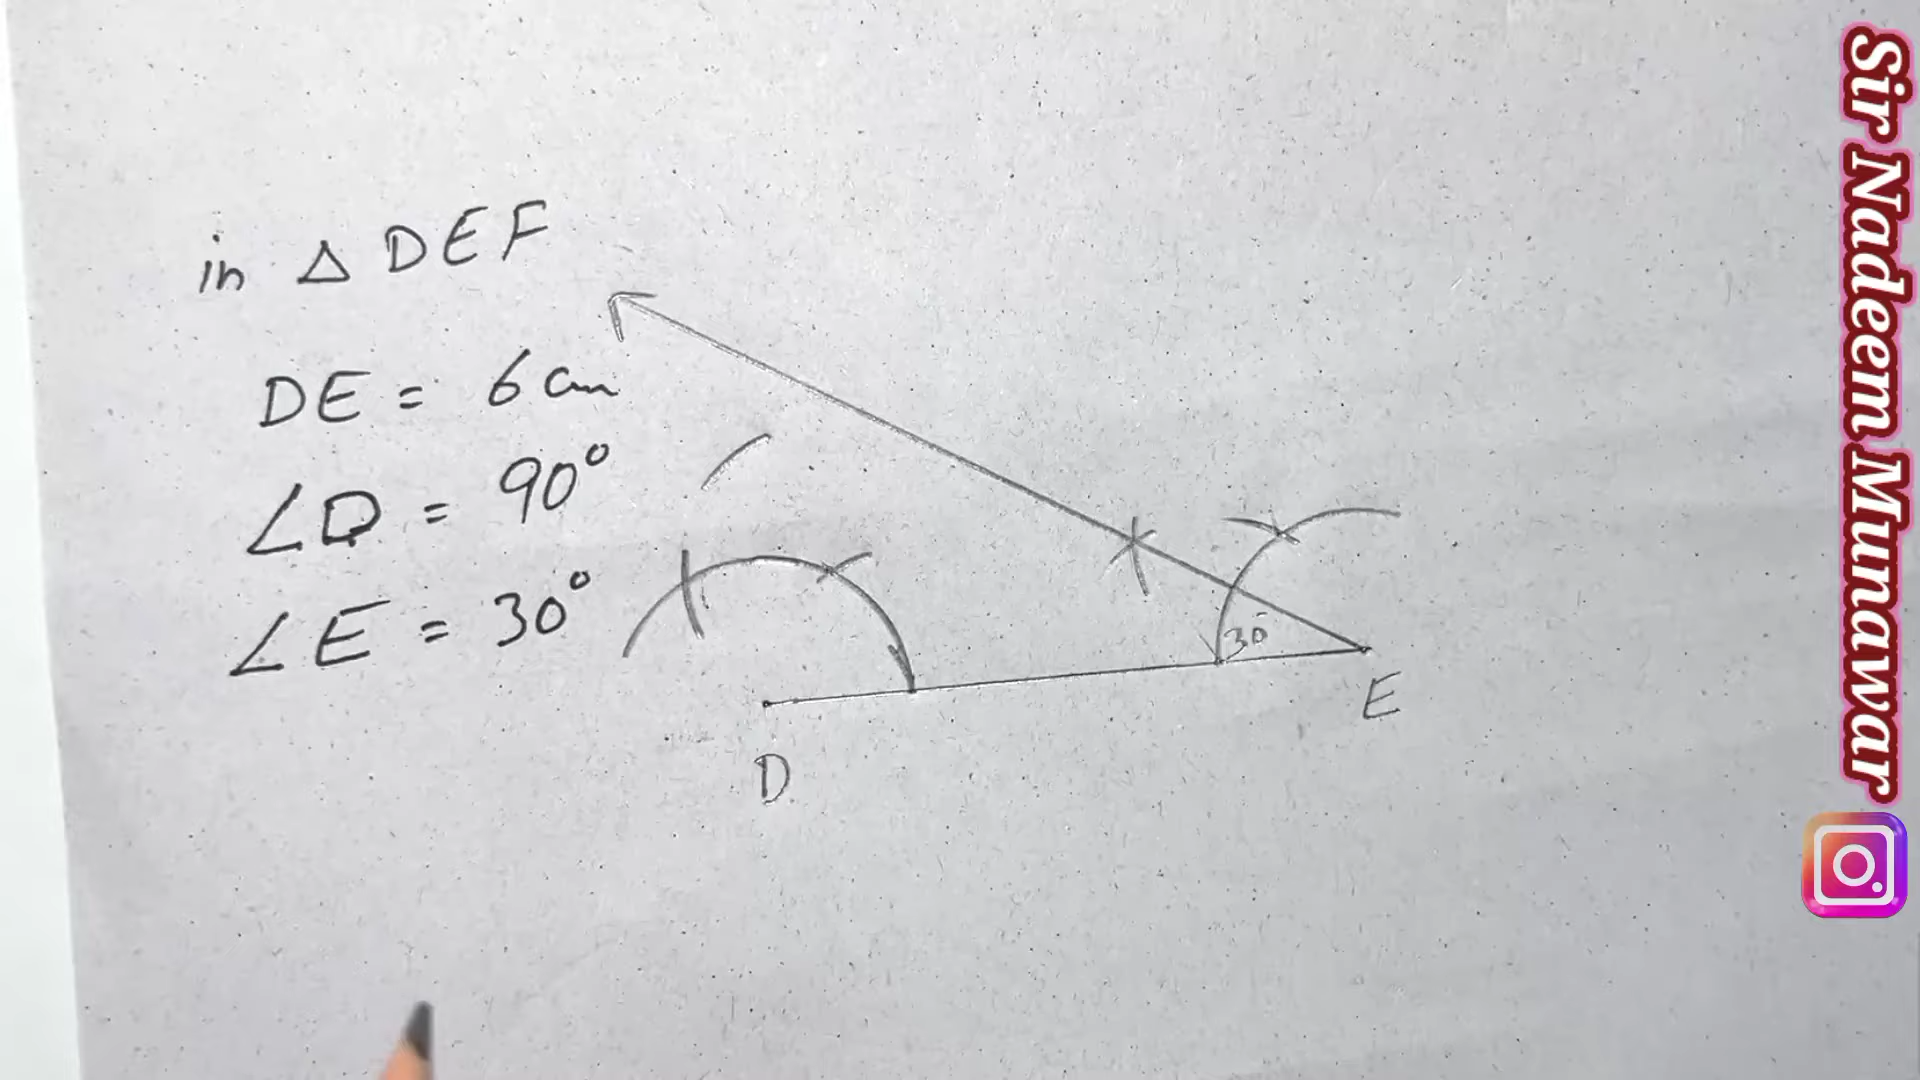 in △ DEF
DE = 6 cm
∠D = 90°
∠E = 30°
30°
D
E
Sir Nadeem Munawar